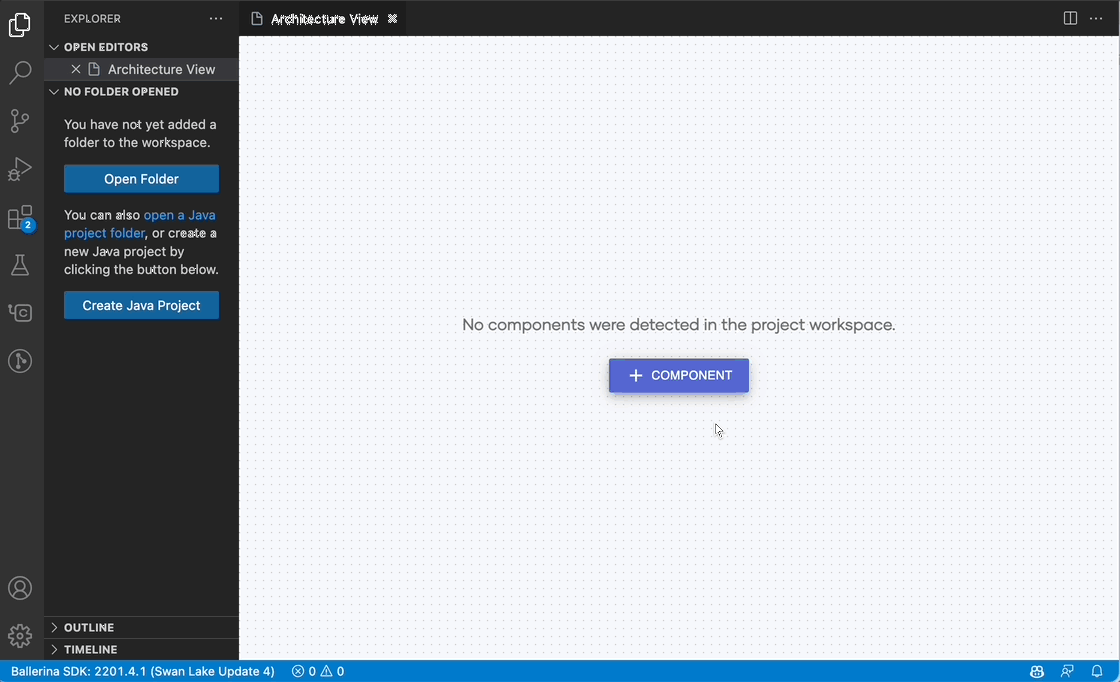 EXPLORER
Architecture View
OPEN EDITORS
Architecture View
NO FOLDER OPENED
You have not yet added a
folder to the workspace.
Open Folder
You can also open a Java
project folder, or create a
new Java project by
clicking the button below.
Create Java Project
2
No components were detected in the project workspace.
COMPONENT
OUTLINE
TIMELINE
Ballerina SDK: 2201.4.1 (Swan Lake Update 4) 0 0